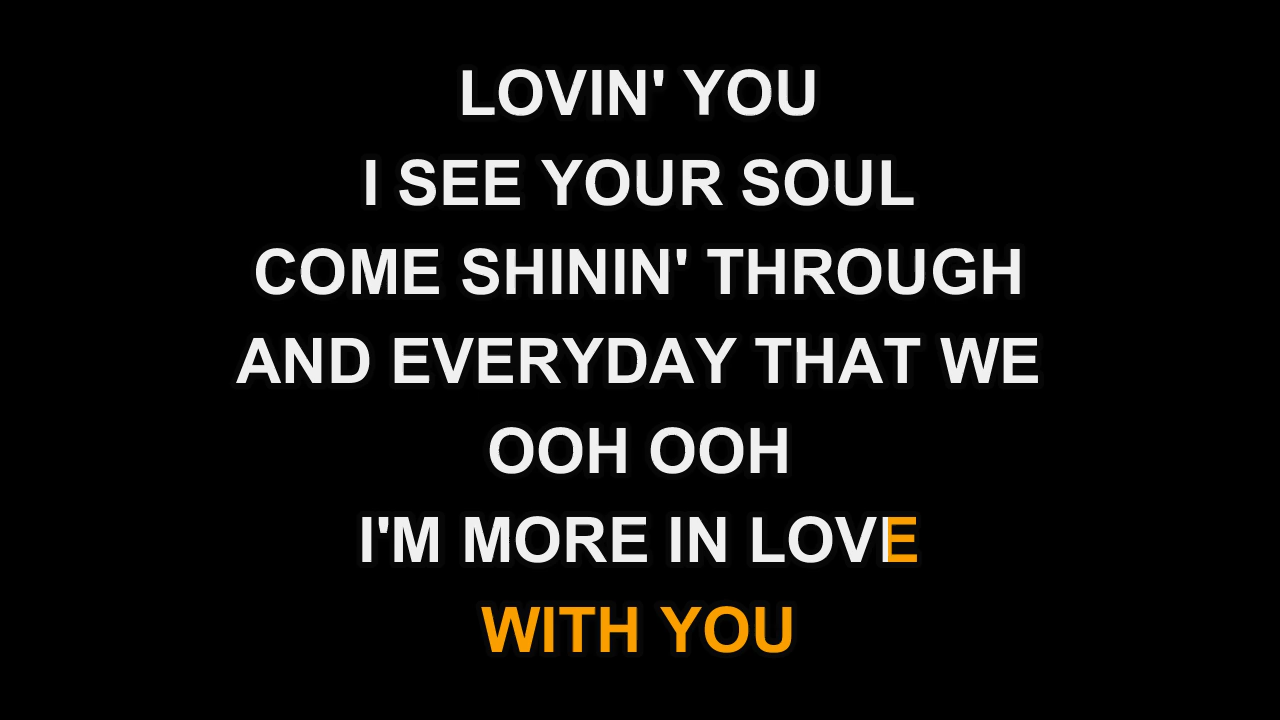 LOVIN' YOU
I SEE YOUR SOUL
COME SHININ' THROUGH
AND EVERYDAY THAT WE
OOH OOH
I'M MORE IN LOVE
WITH YOU